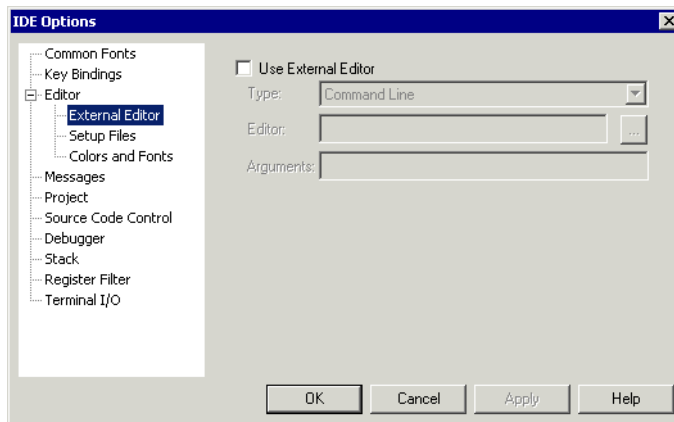 IDE Options
Common Fonts
Key Bindings
Editor
External Editor
Setup Files
Colors and Fonts
Messages
Project
Source Code Control
Debugger
Stack
Register Filter
Terminal I/O
Use External Editor
Type: Command Line
Editor: ...
Arguments:
OK Cancel Apply Help